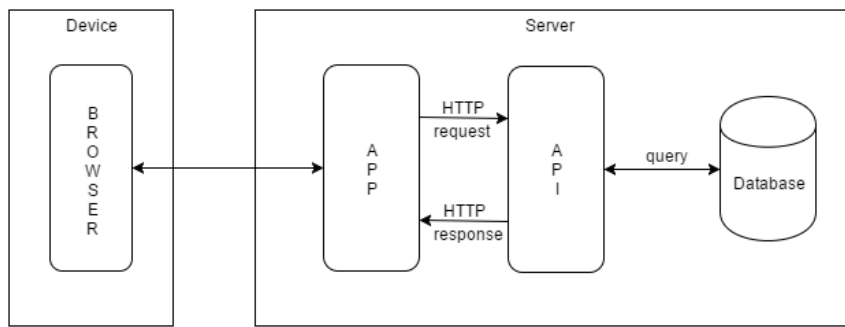 Device
Server
B
R
O
W
S
E
R
A
P
P
HTTP
request
HTTP
response
A
P
I
query
Database